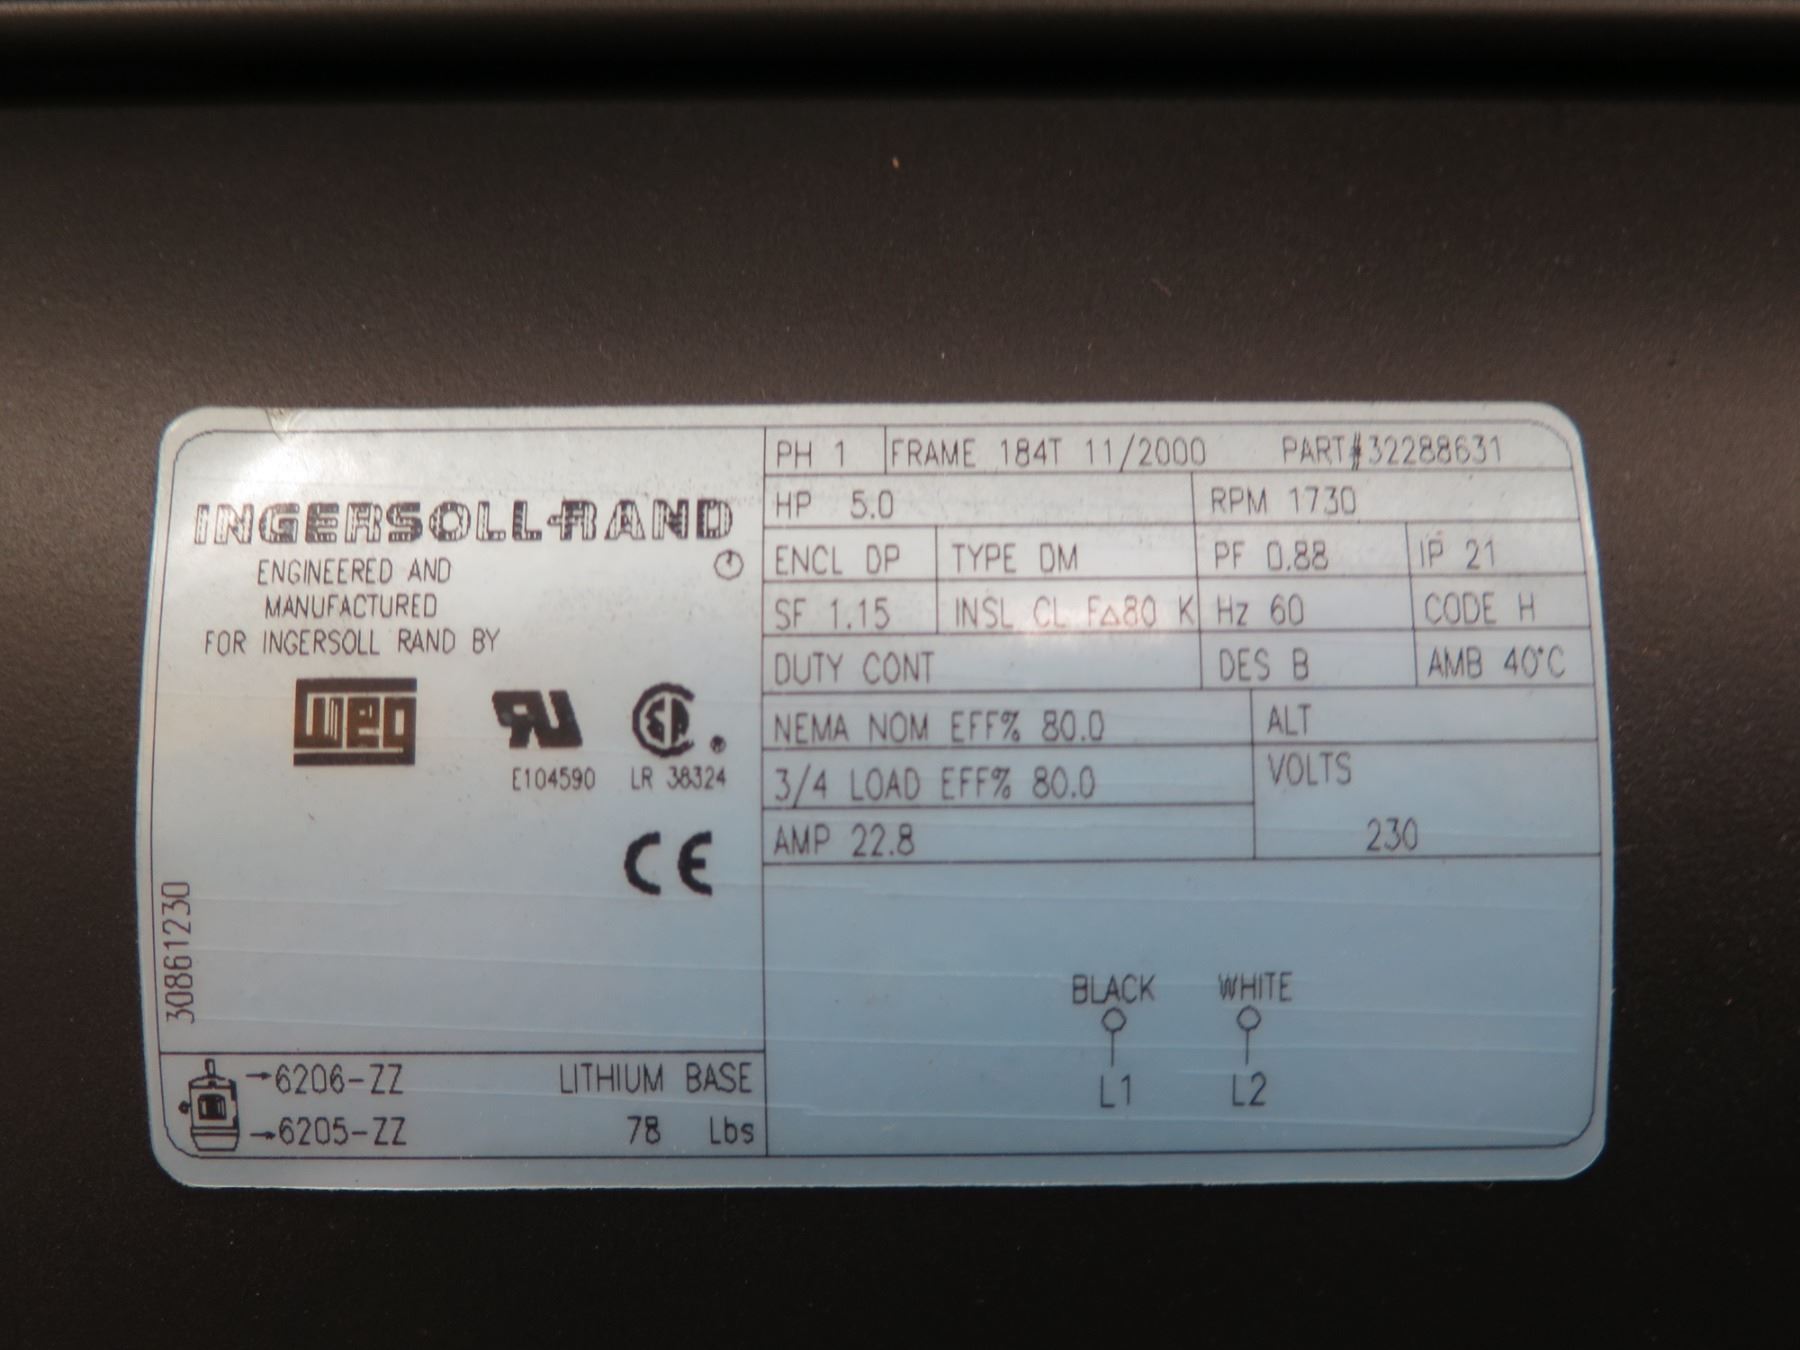 INGERSOLL-RAND
ENGINEERED AND
MANUFACTURED
FOR INGERSOLL RAND BY
WEG
E104590 LR 38324
CE
30861230
6206-ZZ LITHIUM BASE
6205-ZZ 78 Lbs
PH 1 FRAME 184T 11/2000 PART#32288631
HP 5.0 RPM 1730
ENCL DP TYPE DM PF 0.88 IP 21
SF 1.15 INSL CL F△80 K Hz 60 CODE H
DUTY CONT DES B AMB 40°C
NEMA NOM EFF% 80.0 ALT
3/4 LOAD EFF% 80.0 VOLTS
AMP 22.8 230
BLACK WHITE
L1 L2